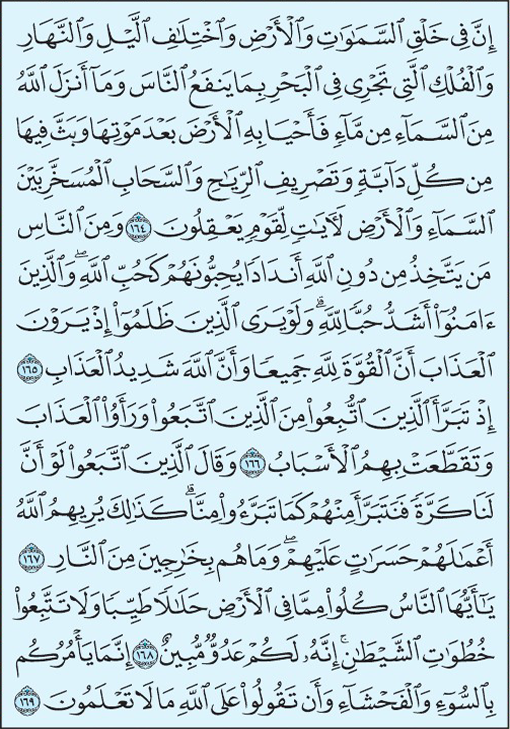 إِنَّ فِي خَلْقِ ٱلسَّمَٰوَٰتِ وَٱلْأَرْضِ وَٱخْتِلَٰفِ ٱلَّيْلِ وَٱلنَّهَارِ
وَٱلْفُلْكِ ٱلَّتِي تَجْرِي فِي ٱلْبَحْرِ بِمَا يَنفَعُ ٱلنَّاسَ وَمَآ أَنزَلَ ٱللَّهُ
مِنَ ٱلسَّمَآءِ مِن مَّآءٖ فَأَحْيَا بِهِ ٱلْأَرْضَ بَعْدَ مَوْتِهَا وَبَثَّ فِيهَا
مِن كُلِّ دَآبَّةٖ وَتَصْرِيفِ ٱلرِّيَٰحِ وَٱلسَّحَابِ ٱلْمُسَخَّرِ بَيْنَ
ٱلسَّمَآءِ وَٱلْأَرْضِ لَأٓيَٰتٖ لِّقَوْمٖ يَعْقِلُونَ ١٦٤ وَمِنَ ٱلنَّاسِ
مَن يَتَّخِذُ مِن دُونِ ٱللَّهِ أَندَادٗا يُحِبُّونَهُمْ كَحُبِّ ٱللَّهِۖ وَٱلَّذِينَ
ءَامَنُوٓا۟ أَشَدُّ حُبّٗا لِّلَّهِۗ وَلَوْ يَرَى ٱلَّذِينَ ظَلَمُوٓا۟ إِذْ يَرَوْنَ
ٱلْعَذَابَ أَنَّ ٱلْقُوَّةَ لِلَّهِ جَمِيعٗا وَأَنَّ ٱللَّهَ شَدِيدُ ٱلْعَذَابِ ١٦٥
إِذْ تَبَرَّأَ ٱلَّذِينَ ٱتُّبِعُوا۟ مِنَ ٱلَّذِينَ ٱتَّبَعُوا۟ وَرَأَوُا۟ ٱلْعَذَابَ
وَتَقَطَّعَتْ بِهِمُ ٱلْأَسْبَابُ ١٦٦ وَقَالَ ٱلَّذِينَ ٱتَّبَعُوا۟ لَوْ أَنَّ
لَنَا كَرَّةٗ فَنَتَبَرَّأَ مِنْهُمْ كَمَا تَبَرَّءُوا۟ مِنَّاۗ كَذَٰلِكَ يُرِيهِمُ ٱللَّهُ
أَعْمَٰلَهُمْ حَسَرَٰتٍ عَلَيْهِمْۖ وَمَا هُم بِخَٰرِجِينَ مِنَ ٱلنَّارِ ١٦٧
يَٰٓأَيُّهَا ٱلنَّاسُ كُلُوا۟ مِمَّا فِي ٱلْأَرْضِ حَلَٰلٗا طَيِّبٗا وَلَا تَتَّبِعُوا۟
خُطُوَٰتِ ٱلشَّيْطَٰنِۚ إِنَّهُۥ لَكُمْ عَدُوّٞ مُّبِينٌ ١٦٨ إِنَّمَا يَأْمُرُكُم
بِٱلسُّوٓءِ وَٱلْفَحْشَآءِ وَأَن تَقُولُوا۟ عَلَى ٱللَّهِ مَا لَا تَعْلَمُونَ ١٦٩